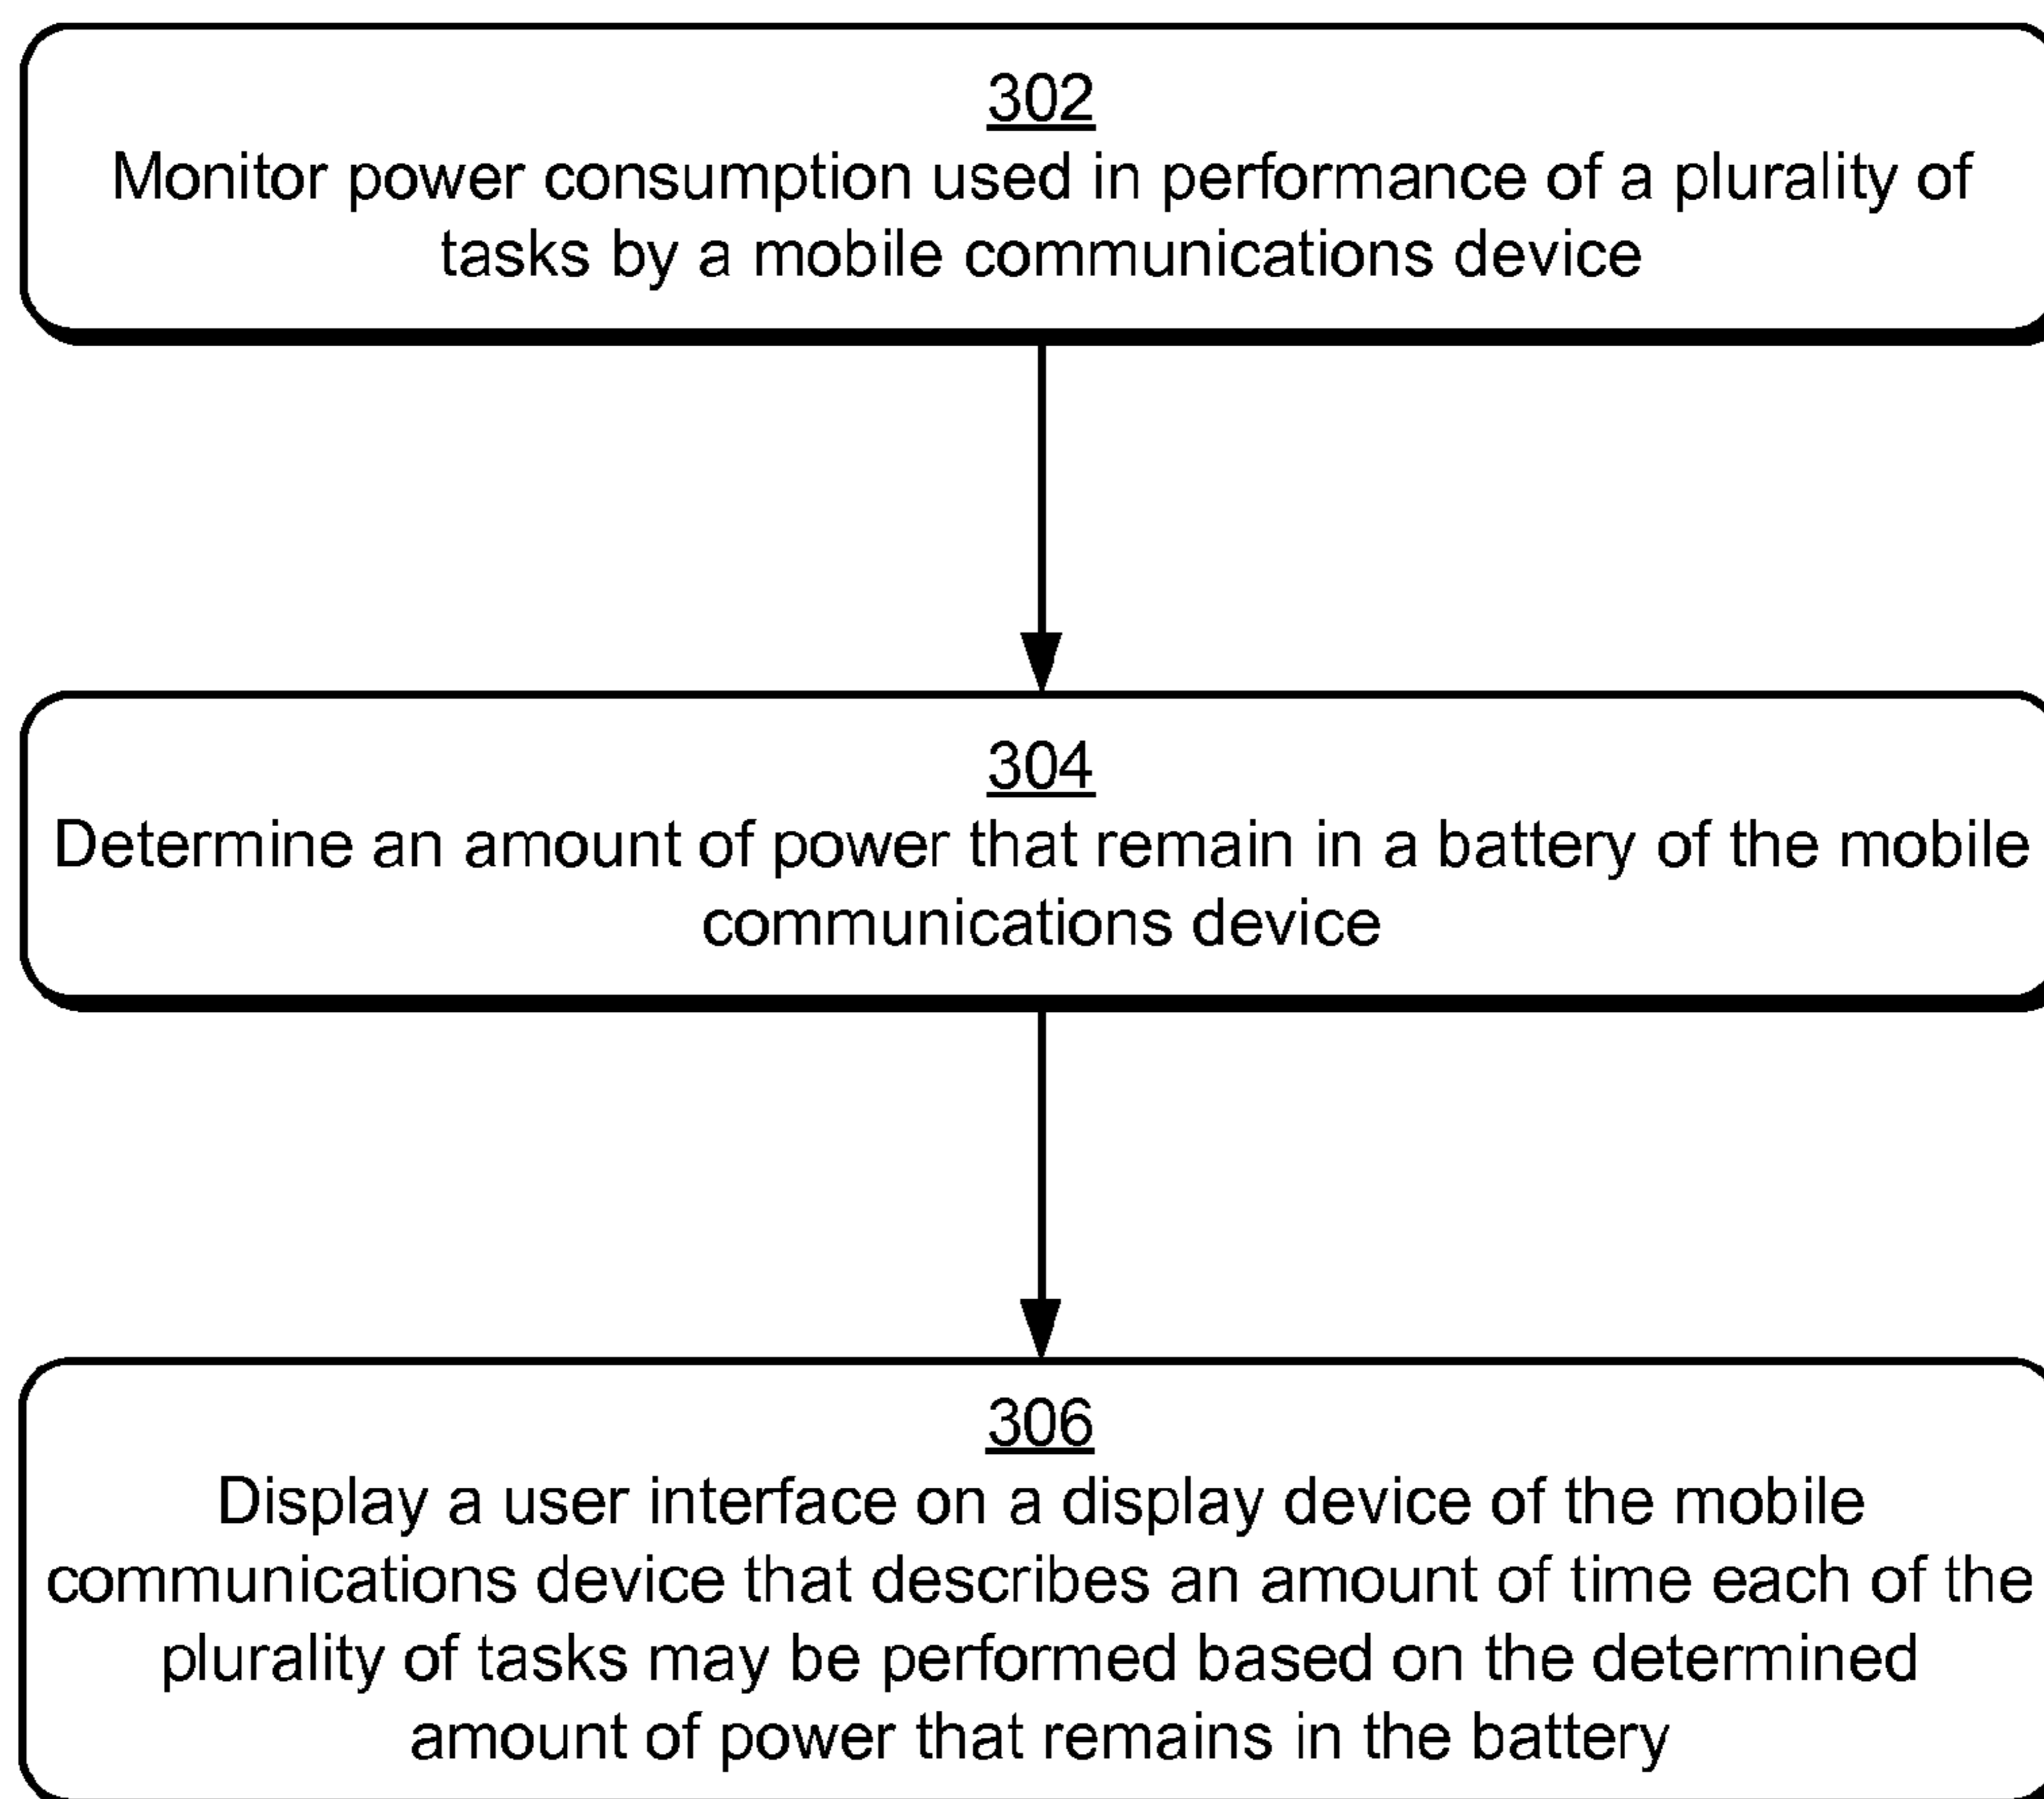 302
Monitor power consumption used in performance of a plurality of
tasks by a mobile communications device
304
Determine an amount of power that remain in a battery of the mobile
communications device
306
Display a user interface on a display device of the mobile
communications device that describes an amount of time each of the
plurality of tasks may be performed based on the determined
amount of power that remains in the battery